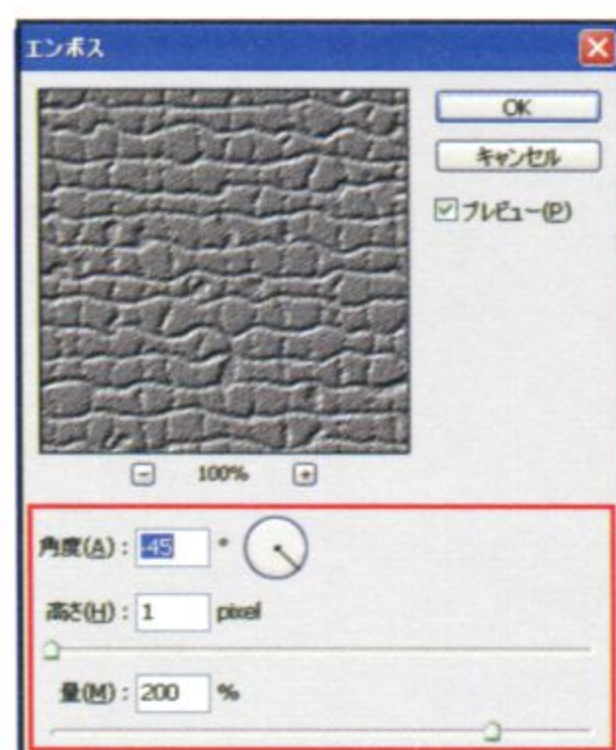 エンボス
OK
キャンセル
プレビュー(P)
100%
角度(A): -45 °
高さ(H): 1 pixel
量(M): 200 %